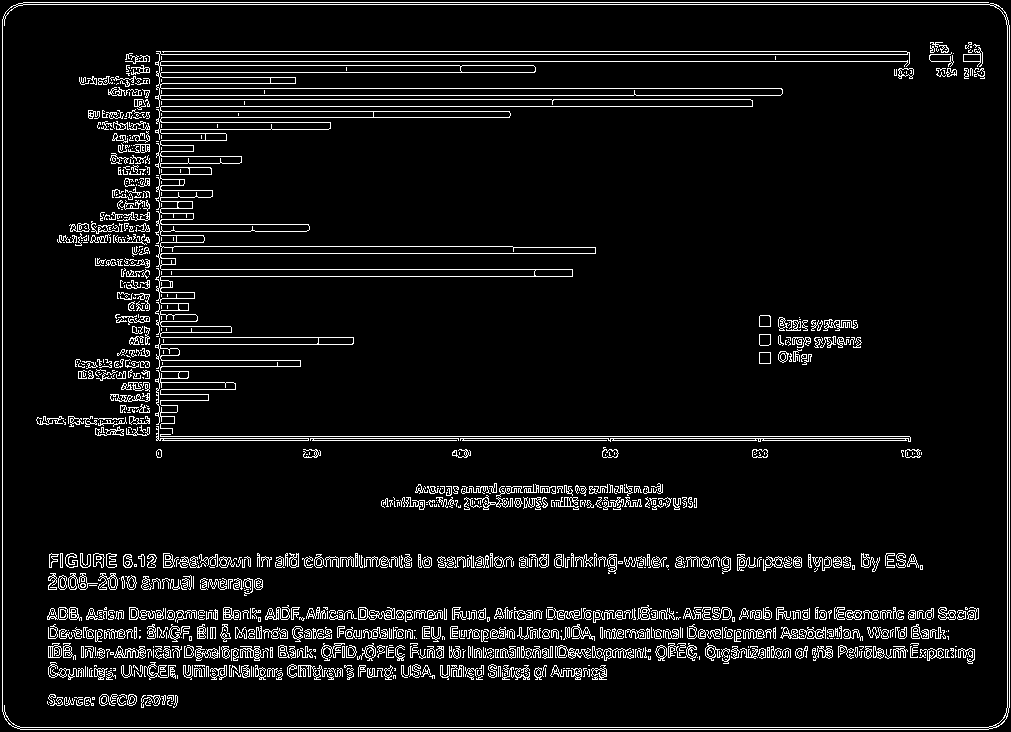 Japan
Spain
United Kingdom
Germany
IDA
EU Institutions
Netherlands
Australia
UNICEF
Denmark
Finland
BMGF
Belgium
Canada
Switzerland
ADB Special Funds
United Arab Emirates
USA
Luxembourg
France
Ireland
Norway
OFID
Sweden
Italy
AfDF
Austria
Republic of Korea
IDB Special Fund
AFESD
Portugal
Kuwait
Islamic Development Bank
0
200
400
600
800
1000
Basic systems
Large systems
Other
Average annual commitments to sanitation and
drinking-water, 2008–2010 (US$ millions, constant 2009 US$)
FIGURE 6.12 Breakdown in aid commitments to sanitation and drinking-water, among purpose types, by ESA,
2008–2010 annual average
ADB, Asian Development Bank; AfDF, African Development Fund, African Development Bank; AFESD, Arab Fund for Economic and Social
Development; BMGF, Bill & Melinda Gates Foundation; EU, European Union; IDA, International Development Association, World Bank;
IDB, Inter-American Development Bank; OFID, OPEC Fund for International Development; OPEC, Organization of the Petroleum Exporting
Countries; UNICEF, United Nations Children's Fund; USA, United States of America
Source: OECD (2012)